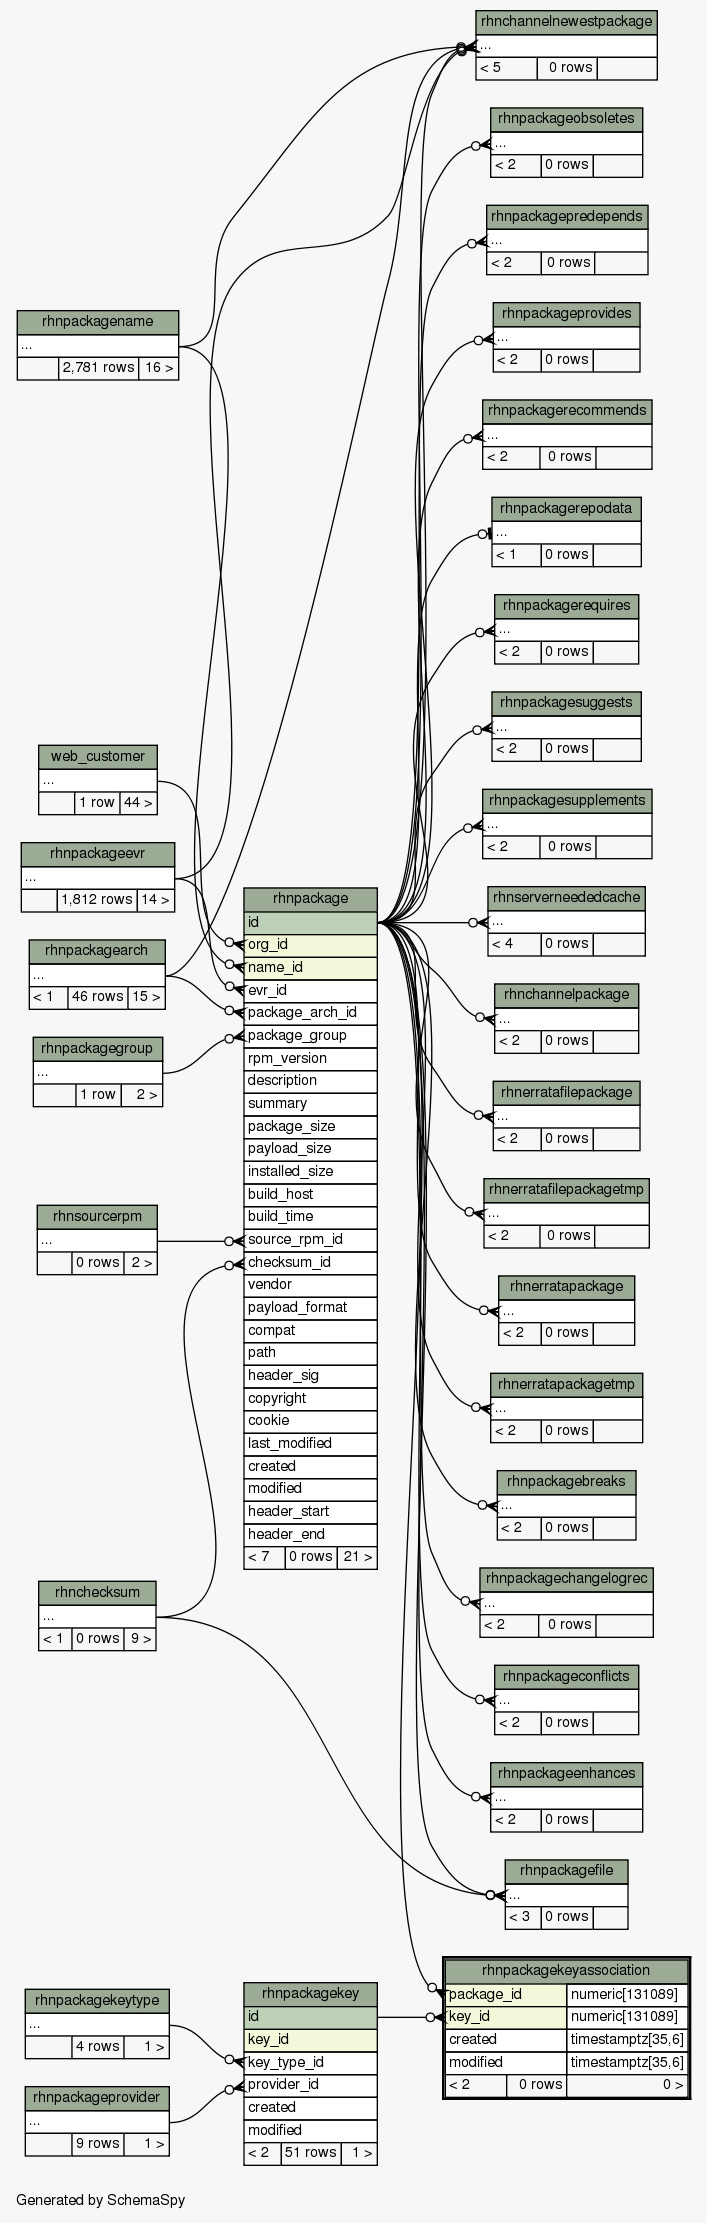 rhnchannelnewestpackage
...
< 5 0 rows
rhnpackageobsoletes
...
< 2 0 rows
rhnpackagepredepends
...
< 2 0 rows
rhnpackageprovides
...
< 2 0 rows
rhnpackagerecommends
...
< 2 0 rows
rhnpackagerepodata
...
< 1 0 rows
rhnpackagerequires
...
< 2 0 rows
rhnpackagesuggests
...
< 2 0 rows
rhnpackagesupplements
...
< 2 0 rows
rhnserverneededcache
...
< 4 0 rows
rhnchannelpackage
...
< 2 0 rows
rhnerratafilepackage
...
< 2 0 rows
rhnerratafilepackagetmp
...
< 2 0 rows
rhnerratapackage
...
< 2 0 rows
rhnerratapackagetmp
...
< 2 0 rows
rhnpackagebreaks
...
< 2 0 rows
rhnpackagechangelogrec
...
< 2 0 rows
rhnpackageconflicts
...
< 2 0 rows
rhnpackageenhances
...
< 2 0 rows
rhnpackagefile
...
< 3 0 rows
rhnpackagename
...
2,781 rows 16 >
web_customer
...
1 row 44 >
rhnpackageevr
...
1,812 rows 14 >
rhnpackagearch
...
< 1 46 rows 15 >
rhnpackagegroup
...
1 row 2 >
rhnsourcerpm
...
0 rows 2 >
rhnchecksum
...
< 1 0 rows 9 >
rhnpackage
id
org_id
name_id
evr_id
package_arch_id
package_group
rpm_version
description
summary
package_size
payload_size
installed_size
build_host
build_time
source_rpm_id
checksum_id
vendor
payload_format
compat
path
header_sig
copyright
cookie
last_modified
created
modified
header_start
header_end
< 7 0 rows 21 >
rhnpackagekeyassociation
package_id numeric[131089]
key_id numeric[131089]
created timestamptz[35,6]
modified timestamptz[35,6]
< 2 0 rows 0 >
rhnpackagekey
id
key_id
key_type_id
provider_id
created
modified
< 2 51 rows 1 >
rhnpackagekeytype
...
4 rows 1 >
rhnpackageprovider
...
9 rows 1 >
Generated by SchemaSpy